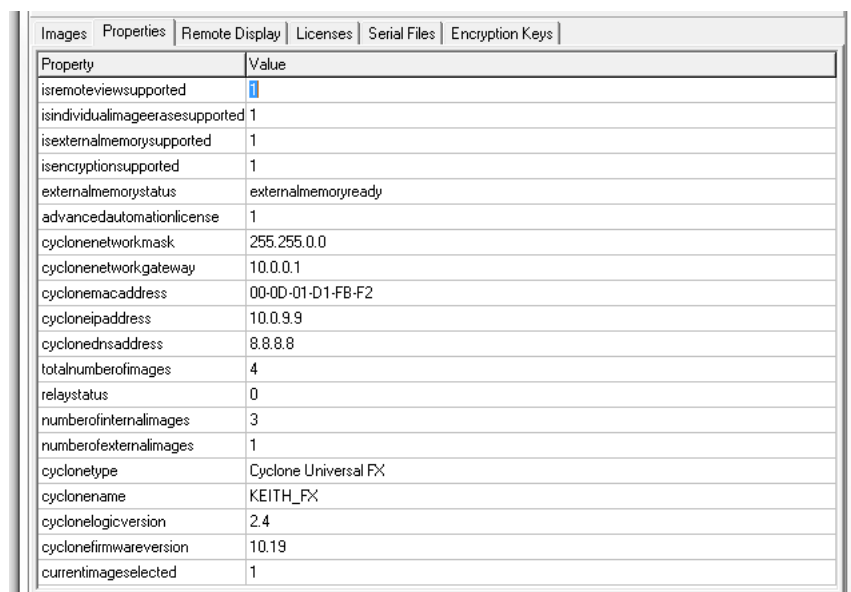 Images Properties Remote Display Licenses Serial Files Encryption Keys
Property Value
isremoteviewsupported 1
isindividualimageerasesupported 1
isexternalmemorysupported 1
isencryptionsupported 1
externalmemorystatus externalmemoryready
advancedautomationlicense 1
cyclonenetworkmask 255.255.0.0
cyclonenetworkgateway 10.0.0.1
cyclonemacaddress 00-0D-01-D1-FB-F2
cycloneipaddress 10.0.9.9
cyclonednsaddress 8.8.8.8
totalnumberofimages 4
relaystatus 0
numberofinternalimages 3
numberofexternalimages 1
cyclonetype Cyclone Universal FX
cyclonename KEITH_FX
cyclonelogicversion 2.4
cyclonefirmwareversion 10.19
currentimageselected 1